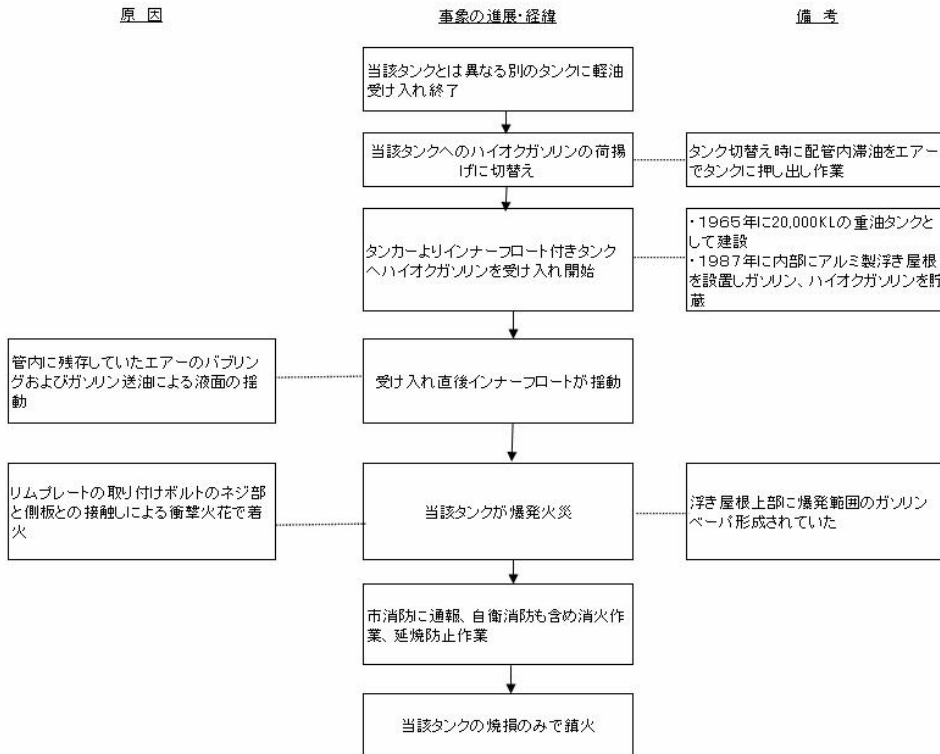 原 因
事象の進展・経緯
備 考
当該タンクとは異なる別のタンクに軽油
受け入れ終了
当該タンクへのハイオクガソリンの荷揚
げに切替え
タンク切替え時に配管内滞油をエアー
でタンクに押し出し作業
タンカーよりインナーフロート付きタンク
へハイオクガソリンを受け入れ開始
・1965年に20,000KLの重油タンクと
して建設
・1987年に内部にアルミ製浮き屋根
を設置しガソリン、ハイオクガソリンを貯
蔵
管内に残存していたエアーのバブリン
グおよびガソリン送油による液面の揺
動
受け入れ直後インナーフロートが揺動
リムプレートの取り付けボルトのネジ部
と側板との接触しによる衝撃火花で着
火
当該タンクが爆発火災
浮き屋根上部に爆発範囲のガソリン
ベーパ形成されていた
市消防に通報、自衛消防も含め消火作
業、延焼防止作業
当該タンクの焼損のみで鎮火